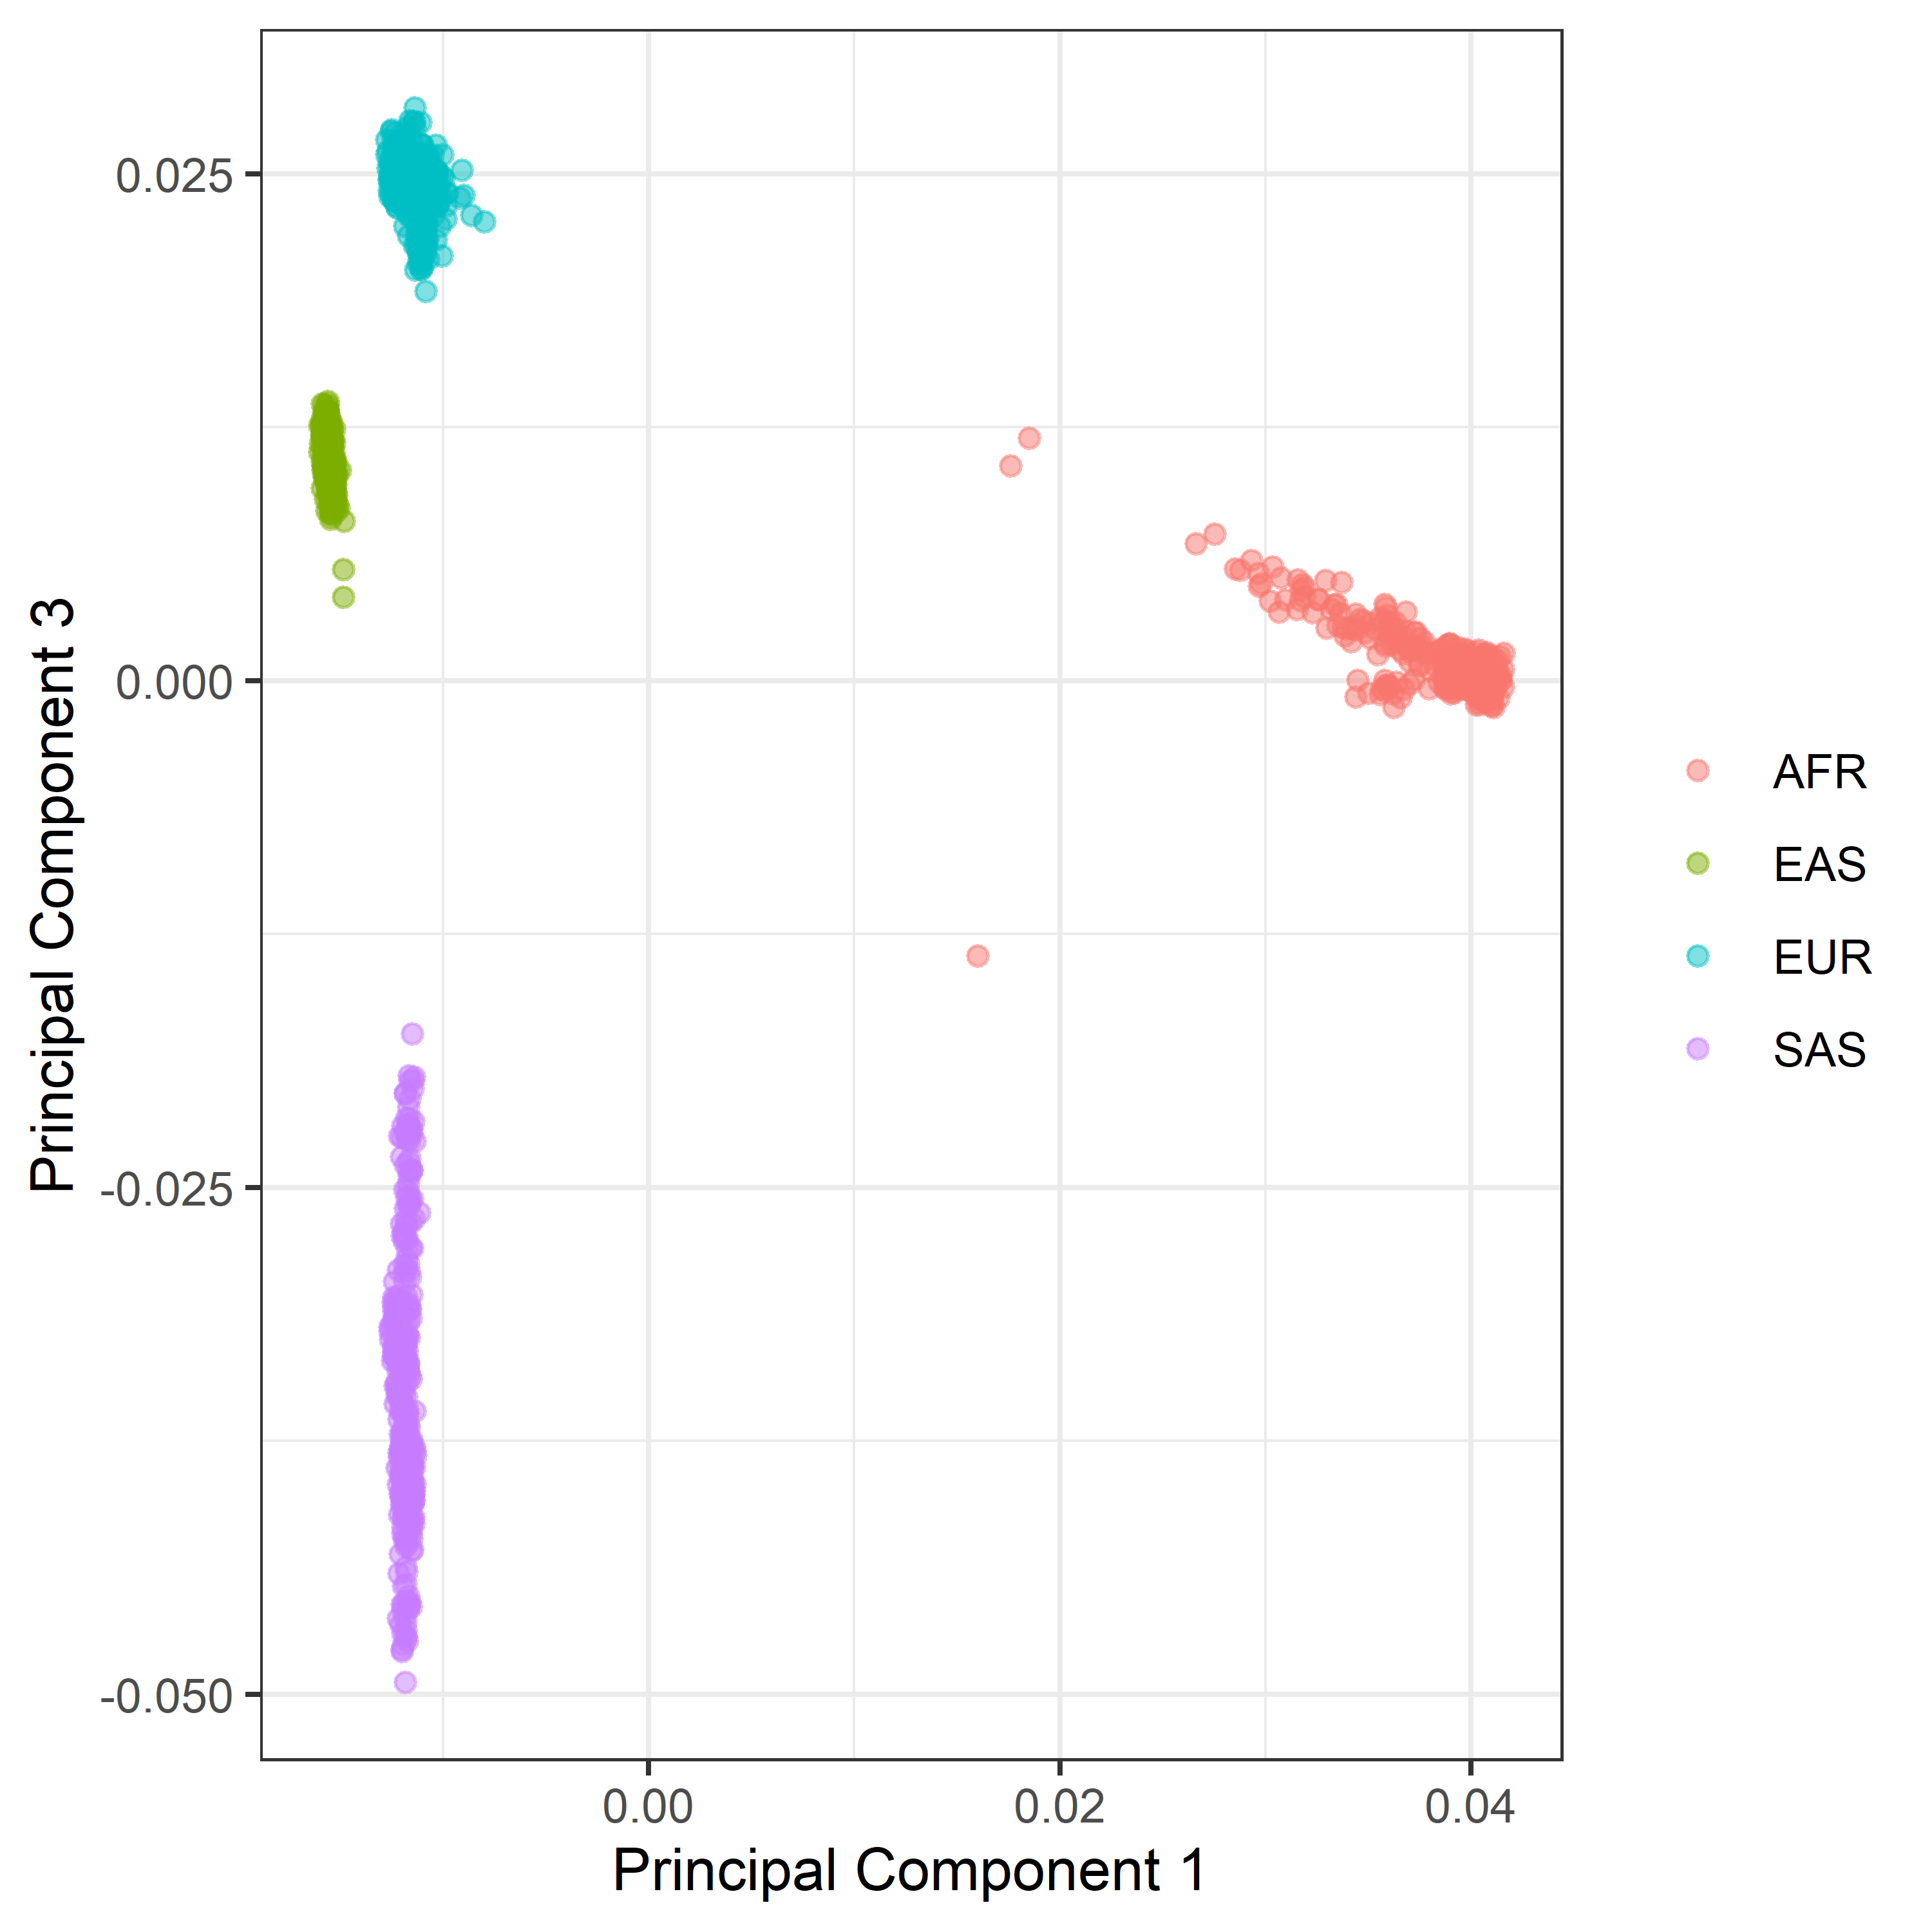 Principal Component 3
0.025
0.000
-0.025
-0.050
0.00
0.02
0.04
Principal Component 1
AFR
EAS
EUR
SAS